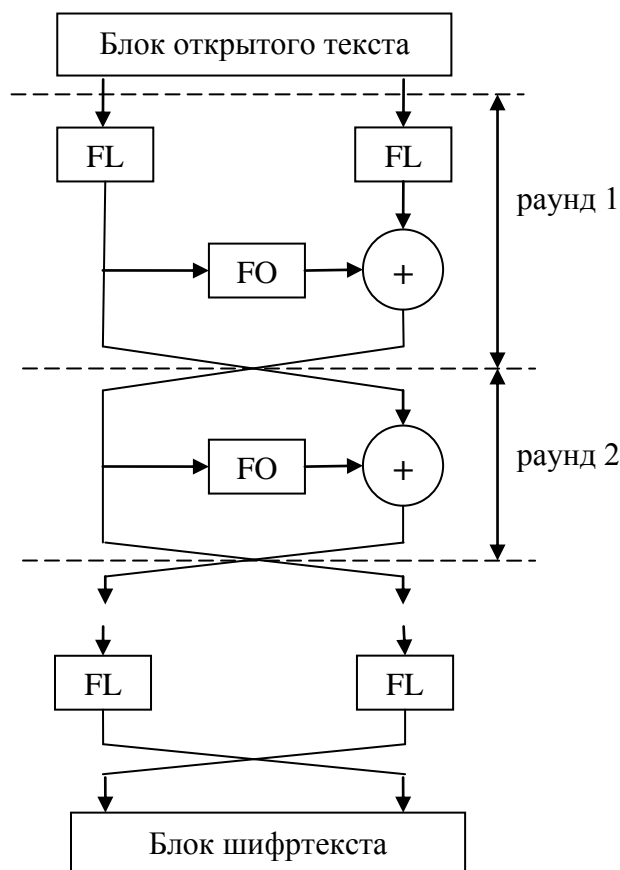 Блок открытого текста
FL FL
раунд 1
FO +
FO +
раунд 2
FL FL
Блок шифртекста